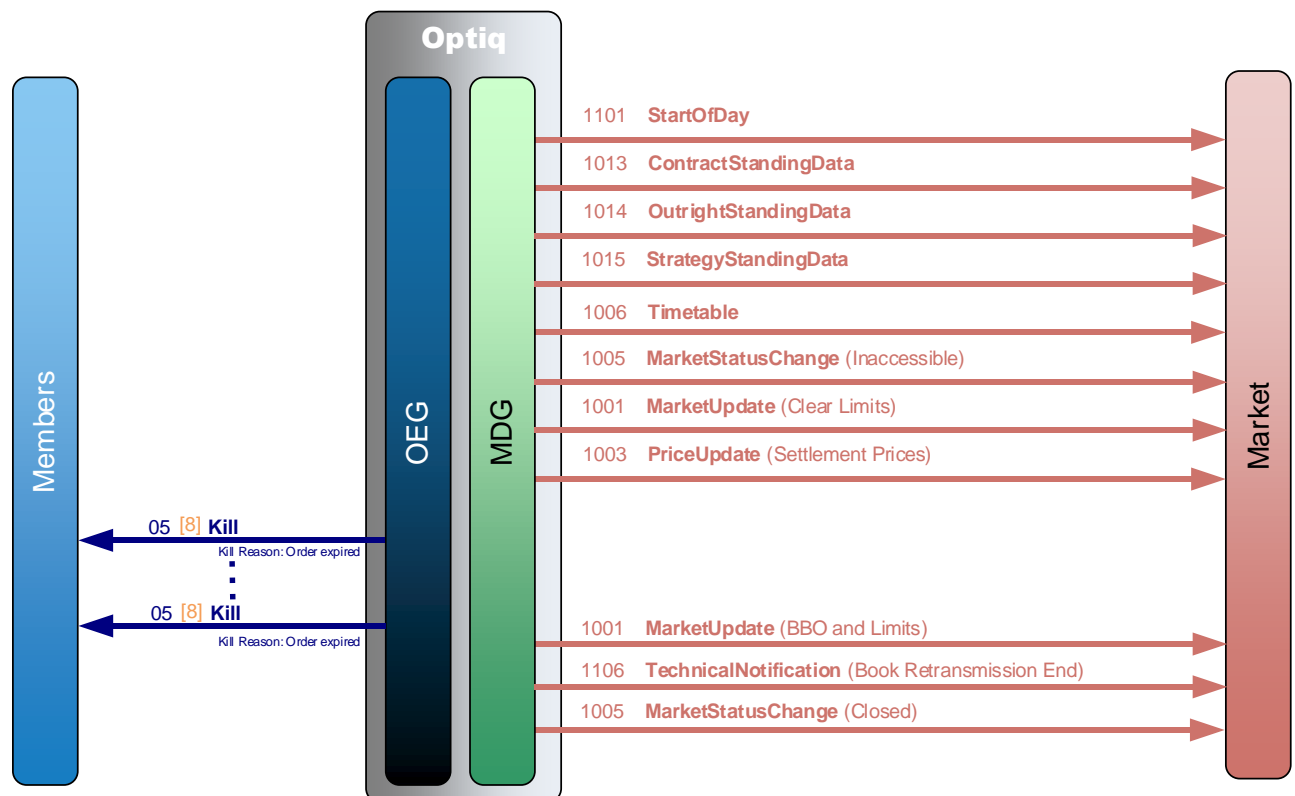 Optiq
Members
OEG
MDG
Market
1101 StartOfDay
1013 ContractStandingData
1014 OutrightStandingData
1015 StrategyStandingData
1006 Timetable
1005 MarketStatusChange (Inaccessible)
1001 MarketUpdate (Clear Limits)
1003 PriceUpdate (Settlement Prices)
05 [8] Kill
Kill Reason: Order expired
05 [8] Kill
Kill Reason: Order expired
1001 MarketUpdate (BBO and Limits)
1106 TechnicalNotification (Book Retransmission End)
1005 MarketStatusChange (Closed)